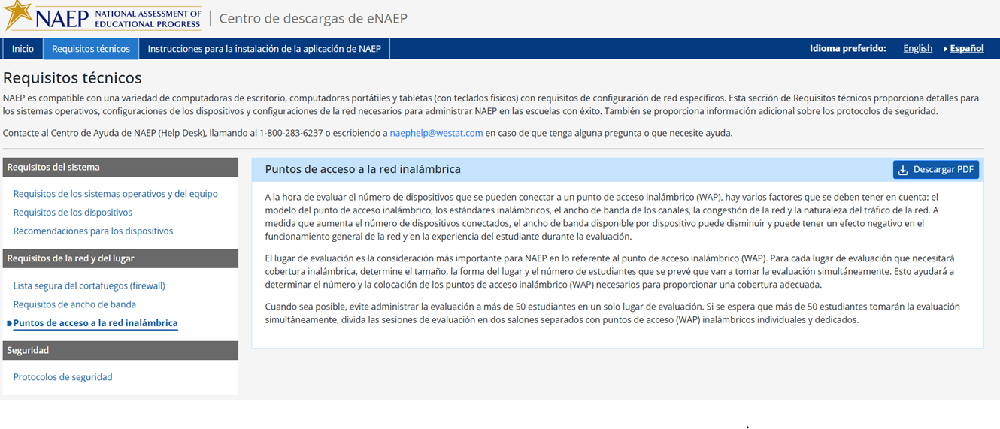 NAEP NATIONAL ASSESSMENT OF
EDUCATIONAL PROGRESS
Centro de descargas de eNAEP
Inicio Requisitos técnicos Instrucciones para la instalación de la aplicación de NAEP Idioma preferido: English Español
Requisitos técnicos
NAEP es compatible con una variedad de computadoras de escritorio, computadoras portátiles y tabletas (con teclados físicos) con requisitos de configuración de red específicos. Esta sección de Requisitos técnicos proporciona detalles para
los sistemas operativos, configuraciones de los dispositivos y configuraciones de la red necesarios para administrar NAEP en las escuelas con éxito. También se proporciona información adicional sobre los protocolos de seguridad.
Contacte al Centro de Ayuda de NAEP (Help Desk), llamando al 1-800-283-6237 o escribiendo a naephelp@westat.com en caso de que tenga alguna pregunta o que necesite ayuda.
Requisitos del sistema
Requisitos de los sistemas operativos y del equipo
Requisitos de los dispositivos
Recomendaciones para los dispositivos
Requisitos de la red y del lugar
Lista segura del cortafuegos (firewall)
Requisitos de ancho de banda
Puntos de acceso a la red inalámbrica
Seguridad
Protocolos de seguridad
Puntos de acceso a la red inalámbrica
Descargar PDF
A la hora de evaluar el número de dispositivos que se pueden conectar a un punto de acceso inalámbrico (WAP), hay varios factores que se deben tener en cuenta: el
modelo del punto de acceso inalámbrico, los estándares inalámbricos, el ancho de banda de los canales, la congestión de la red y la naturaleza del tráfico de la red. A
medida que aumenta el número de dispositivos conectados, el ancho de banda disponible por dispositivo puede disminuir y puede tener un efecto negativo en el
funcionamiento general de la red y en la experiencia del estudiante durante la evaluación.
El lugar de evaluación es la consideración más importante para NAEP en lo referente al punto de acceso inalámbrico (WAP). Para cada lugar de evaluación que necesitará
cobertura inalámbrica, determine el tamaño, la forma del lugar y el número de estudiantes que se prevé que van a tomar la evaluación simultáneamente. Esto ayudará a
determinar el número y la colocación de los puntos de acceso inalámbrico (WAP) necesarios para proporcionar una cobertura adecuada.
Cuando sea posible, evite administrar la evaluación a más de 50 estudiantes en un solo lugar de evaluación. Si se espera que más de 50 estudiantes tomarán la evaluación
simultáneamente, divida las sesiones de evaluación en dos salones separados con puntos de acceso (WAP) inalámbricos individuales y dedicados.